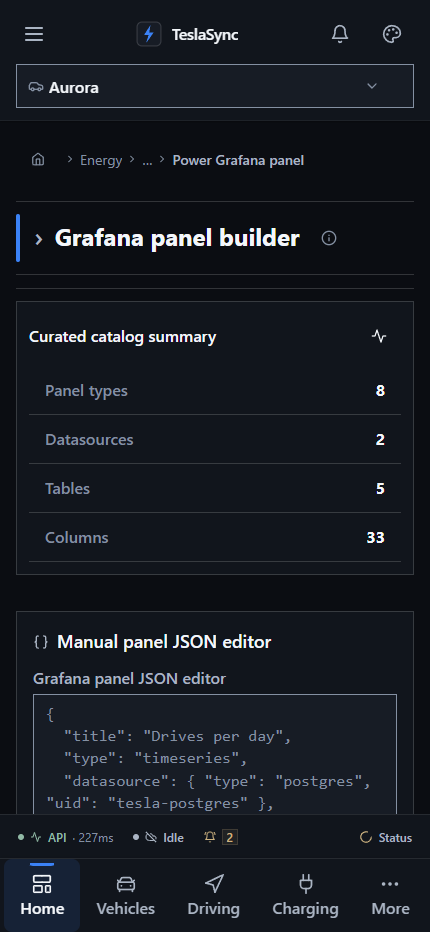 TeslaSync
Aurora
Energy > ... > Power Grafana panel
Grafana panel builder
Curated catalog summary
Panel types 8
Datasources 2
Tables 5
Columns 33
{} Manual panel JSON editor
Grafana panel JSON editor
{
"title": "Drives per day",
"type": "timeseries",
"datasource": { "type": "postgres",
"uid": "tesla-postgres" },
API · 227ms Idle 2 Status
Home Vehicles Driving Charging More